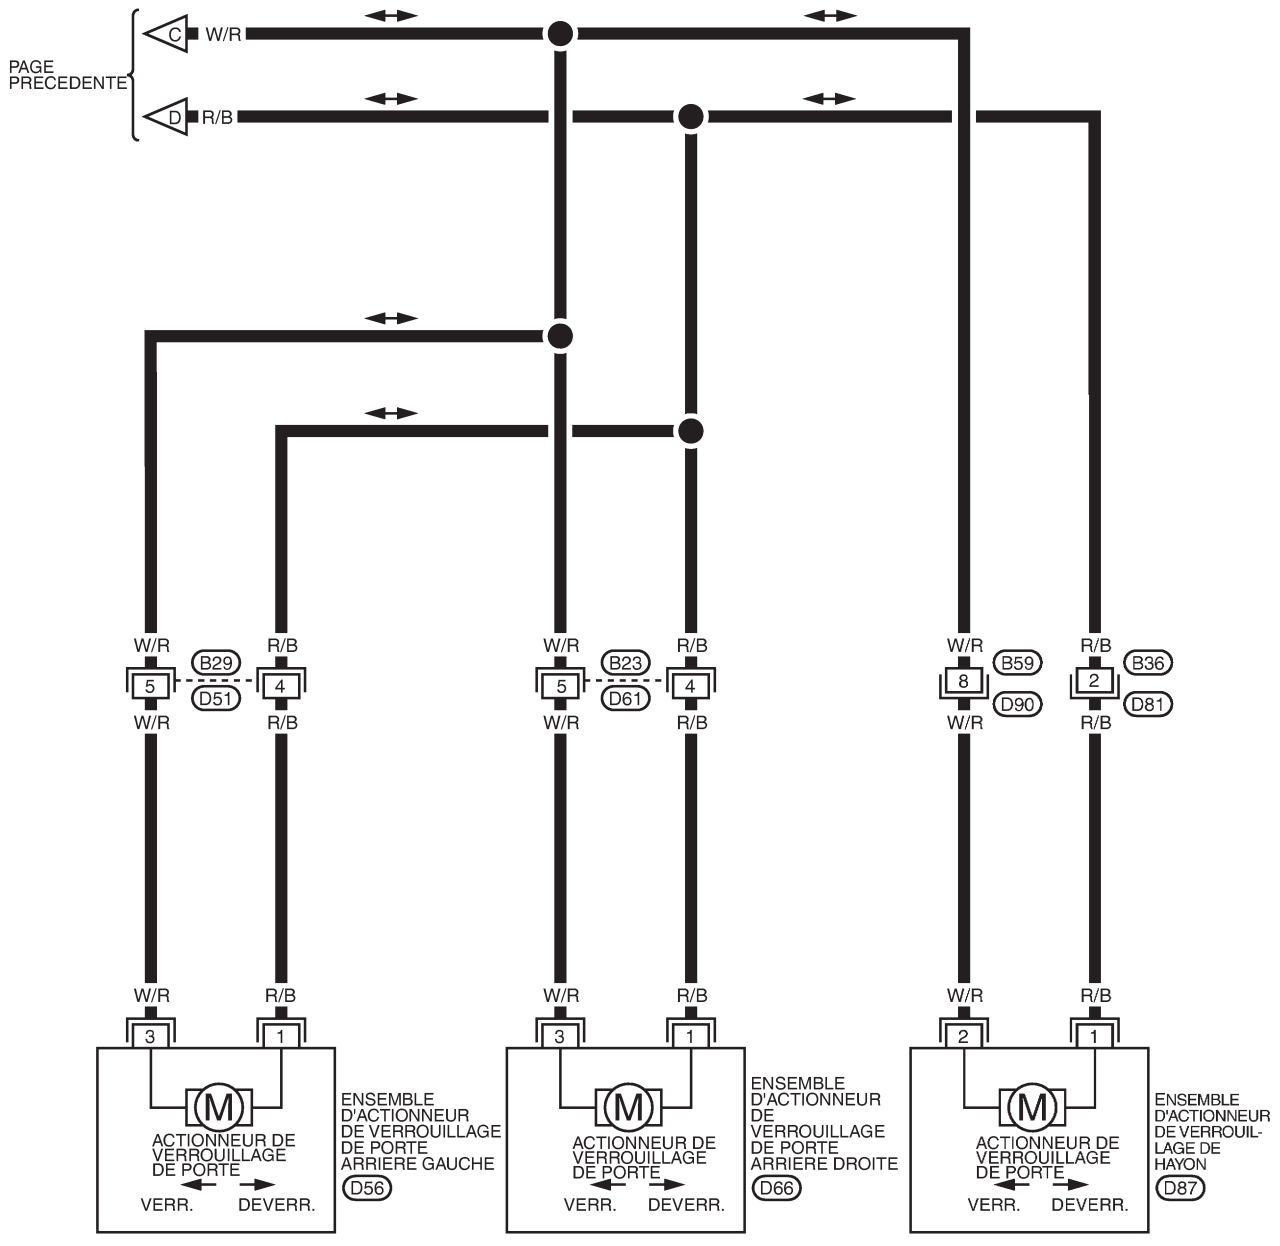 C W/R
PAGE
PRECEDENTE
D R/B
W/R R/B W/R R/B W/R R/B
B29 B23 B59 B36
5 4 5 4 8 2
D51 D61 D90 D81
W/R R/B W/R R/B W/R R/B
W/R R/B W/R R/B W/R R/B
3 1 3 1 2 1
M
ACTIONNEUR DE
VERROUILLAGE
DE PORTE
VERR. DEVERR.
ENSEMBLE
D'ACTIONNEUR
DE VERROUILLAGE
DE PORTE
ARRIERE GAUCHE
D56
M
ACTIONNEUR DE
VERROUILLAGE
DE PORTE
VERR. DEVERR.
ENSEMBLE
D'ACTIONNEUR
DE
VERROUILLAGE
DE PORTE
ARRIERE DROITE
D66
M
ACTIONNEUR DE
VERROUILLAGE
DE PORTE
VERR. DEVERR.
ENSEMBLE
D'ACTIONNEUR
DE VERROUIL-
LAGE DE
HAYON
D87